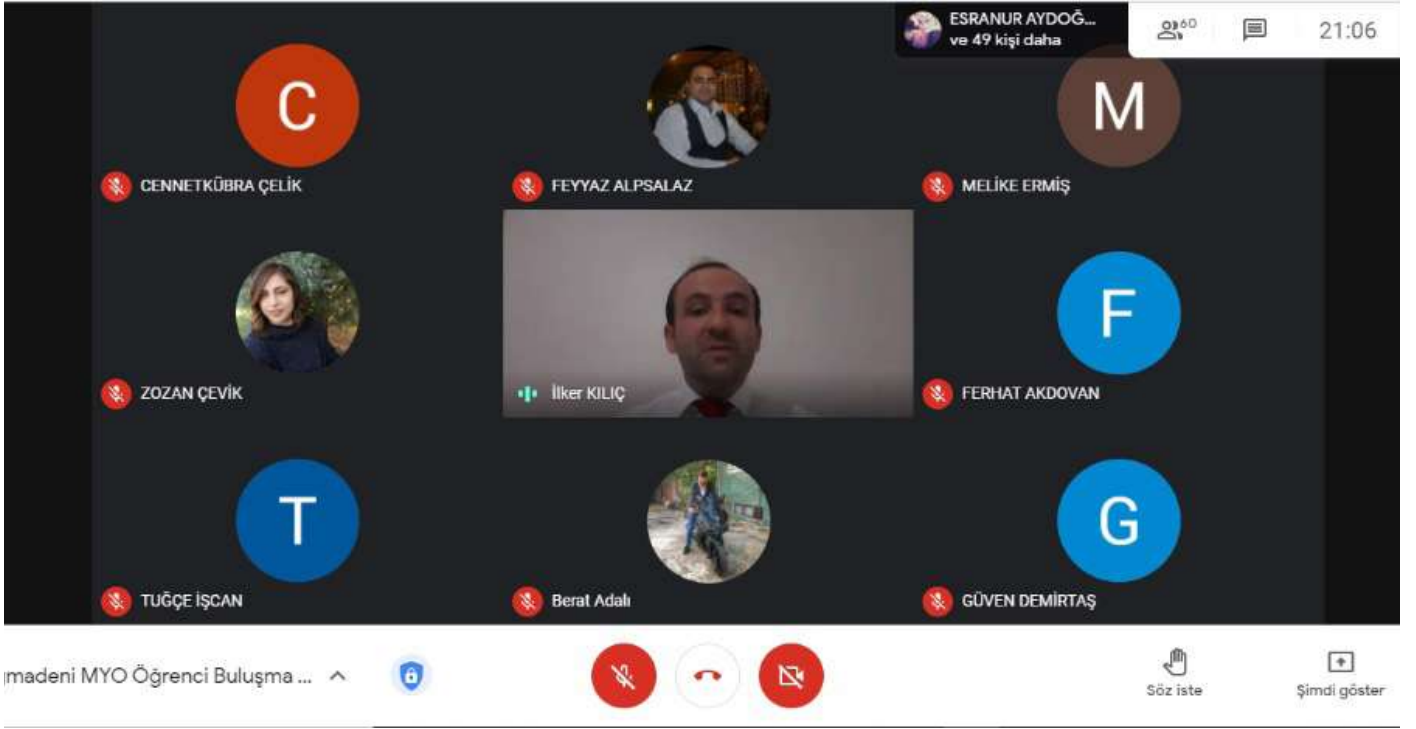 ESRANUR AYDOĞ...
ve 49 kişi daha
60
21:06
C
M
CENNETKÜBRA ÇELİK
FEYYAZ ALPSALAZ
MELİKE ERMİŞ
F
ZOZAN ÇEVİK
İlker KILIÇ
FERHAT AKDOVAN
T
G
TUĞÇE İŞCAN
Berat Adalı
GÜVEN DEMİRTAŞ
madeni MYO Öğrenci Buluşma ...
Söz iste
Şimdi göster